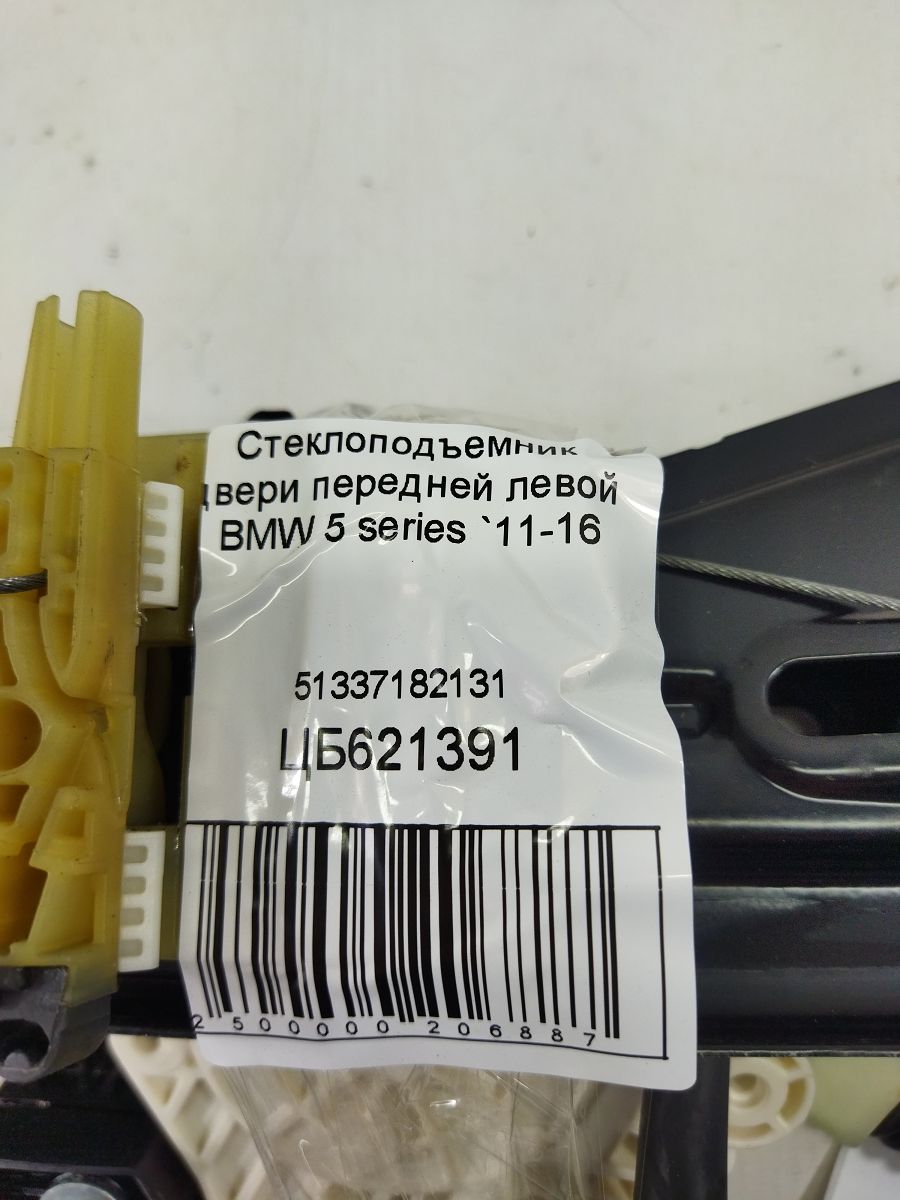 Стеклоподъемник
двери передней левой
BMW 5 series `11-16
51337182131
ЦБ621391
2500000206887